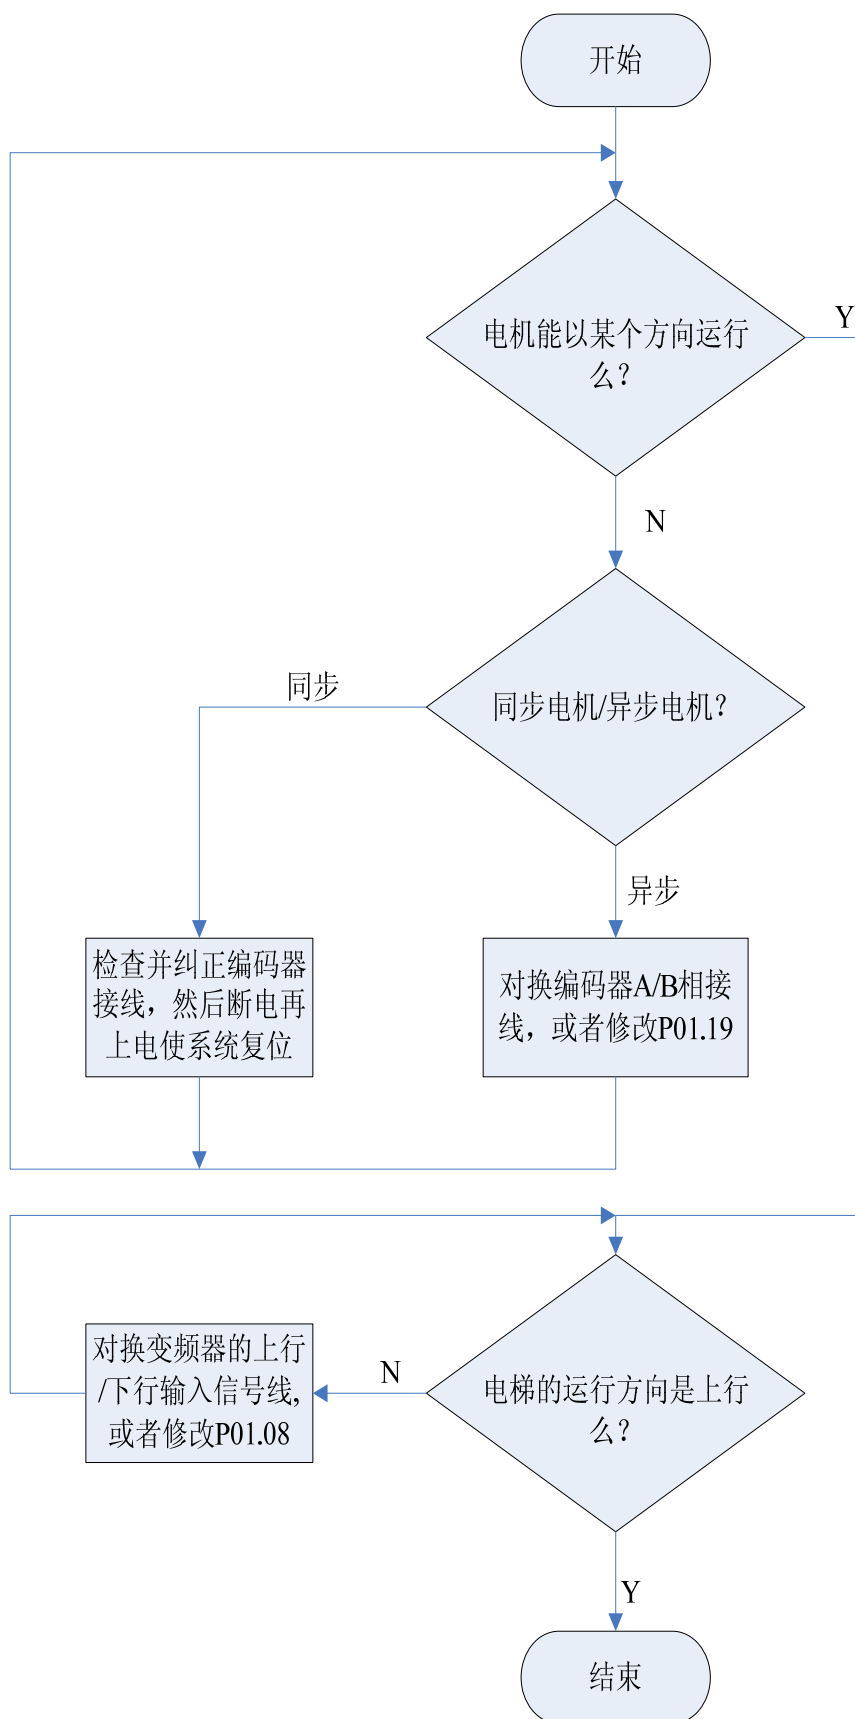 开始
电机能以某个方向运行
么？
Y
N
同步电机/异步电机？
同步
异步
检查并纠正编码器
接线，然后断电再
上电使系统复位
对换编码器A/B相接
线，或者修改P01.19
电梯的运行方向是上行
么？
N
对换变频器的上行
/下行输入信号线,
或者修改P01.08
Y
结束